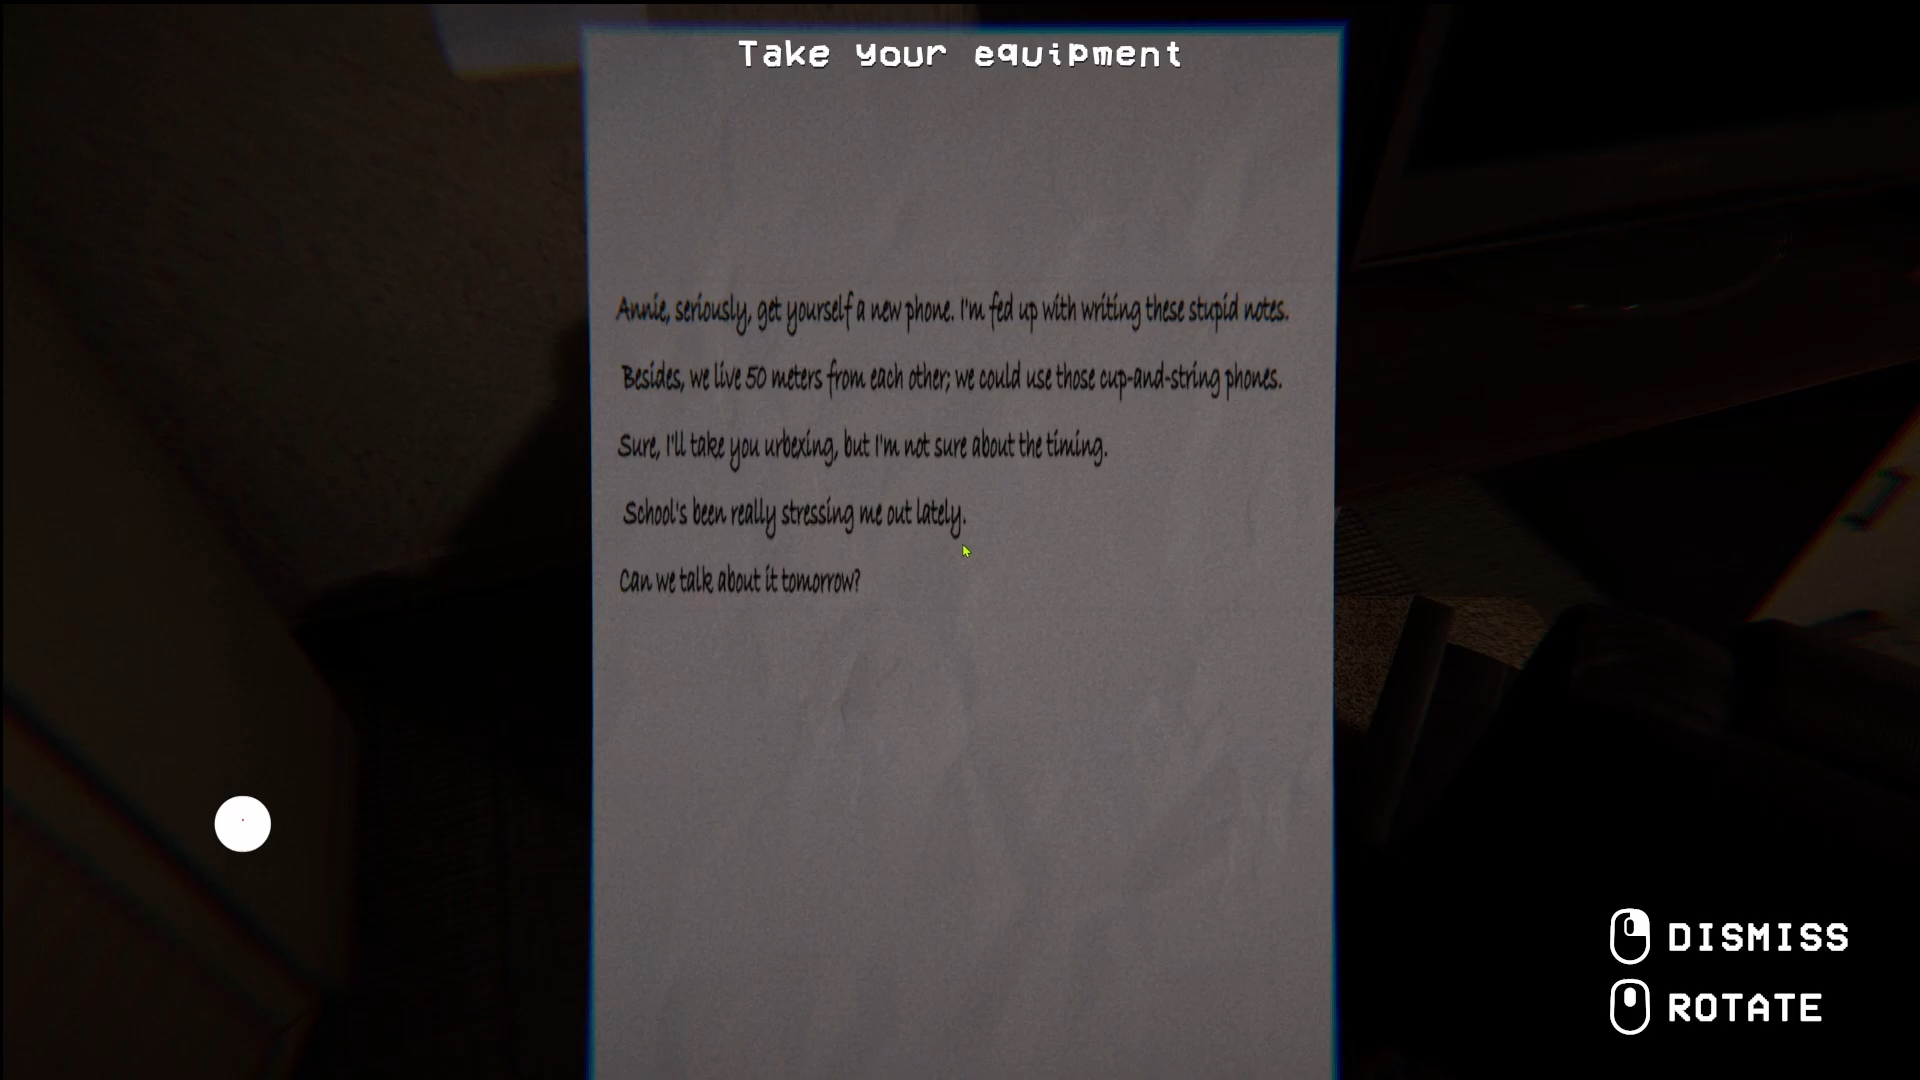 Take your equipment
Annie, seriously, get yourself a new phone. I'm fed up with writing these stupid notes.
Besides, we live 50 meters from each other; we could use those cup-and-string phones.
Sure, I'll take you urbexing, but I'm not sure about the timing.
School's been really stressing me out lately.
Can we talk about it tomorrow?
DISMISS
ROTATE